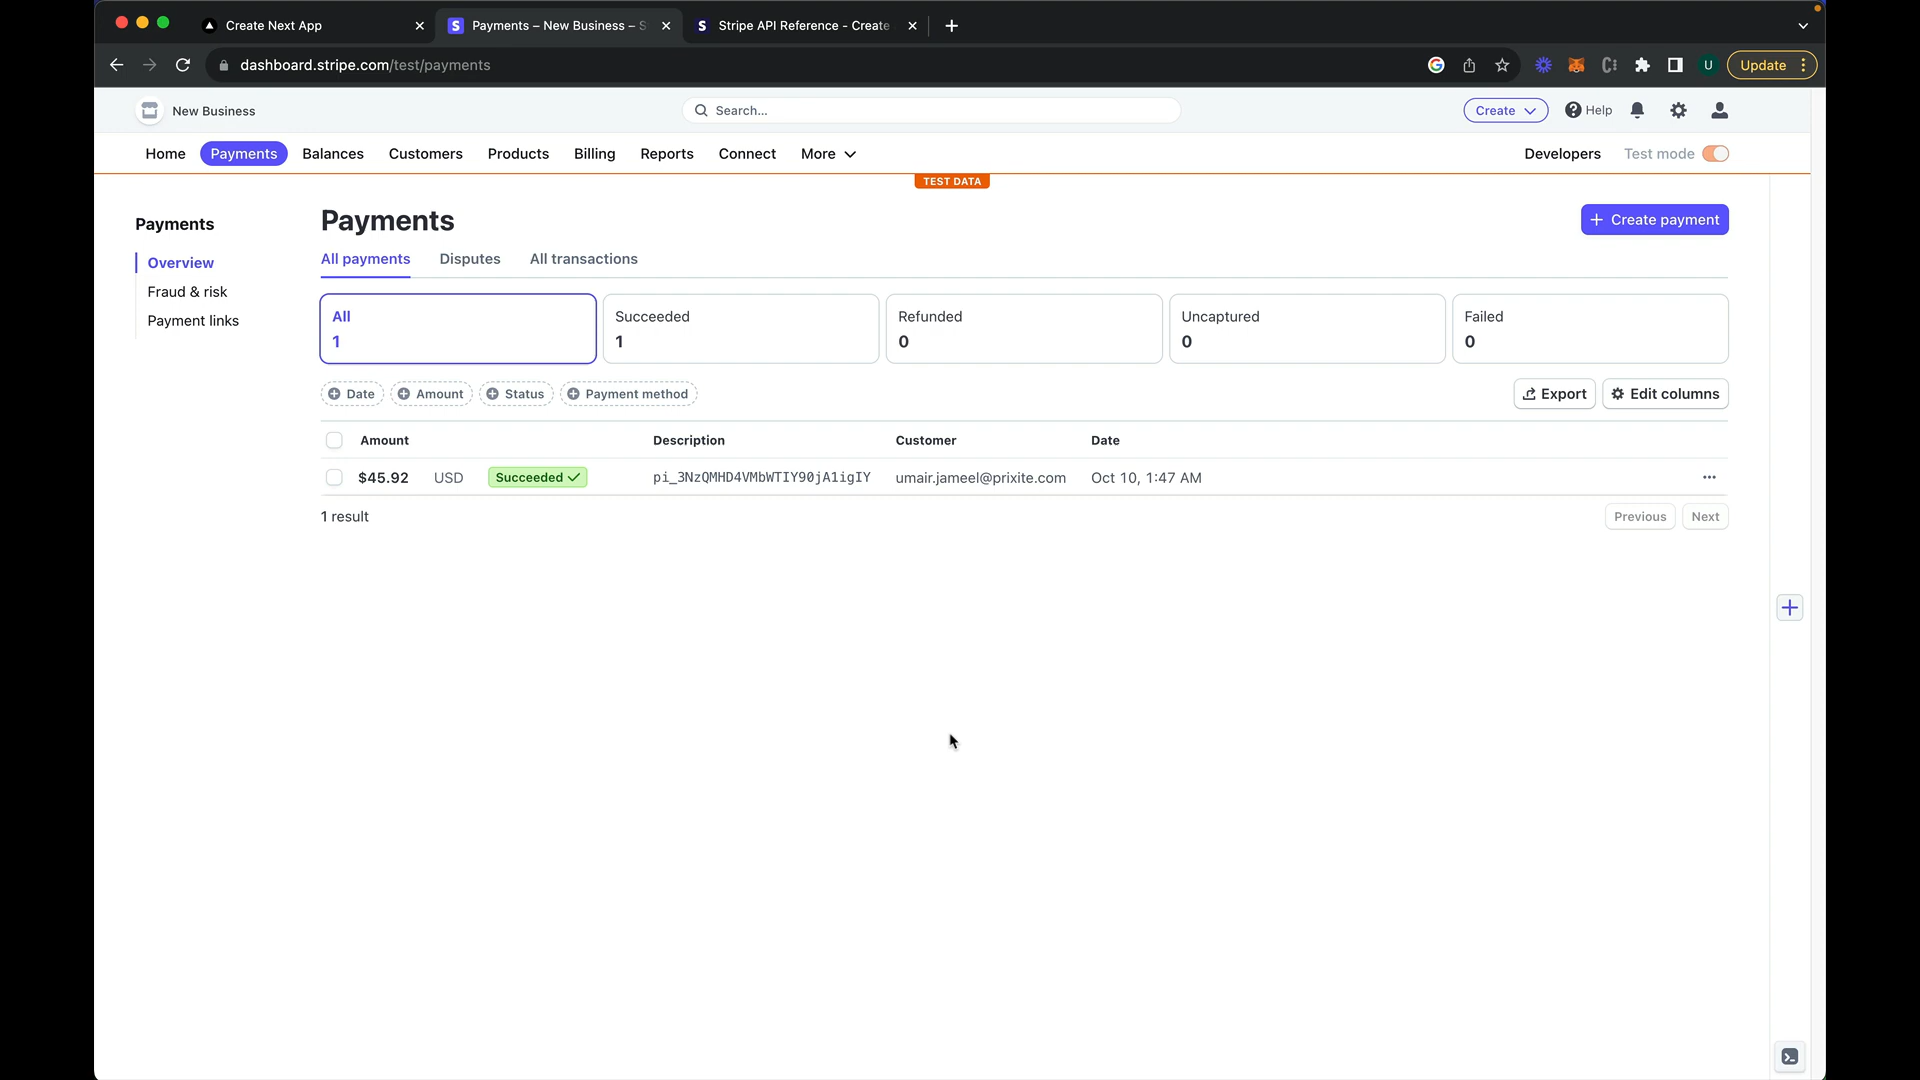 Create Next App
Payments – New Business – S
Stripe API Reference - Create
dashboard.stripe.com/test/payments
U
Update
New Business
Search...
Create
Help
Home
Payments
Balances
Customers
Products
Billing
Reports
Connect
More
Developers
Test mode
TEST DATA
Payments
Overview
Fraud & risk
Payment links
Payments
Create payment
All payments
Disputes
All transactions
All
1
Succeeded
1
Refunded
0
Uncaptured
0
Failed
0
Date
Amount
Status
Payment method
Export
Edit columns
Amount
Description
Customer
Date
$45.92 USD Succeeded pi_3NzQMHD4VMbWTIY90jA1igIY umair.jameel@prixite.com Oct 10, 1:47 AM
1 result
Previous
Next